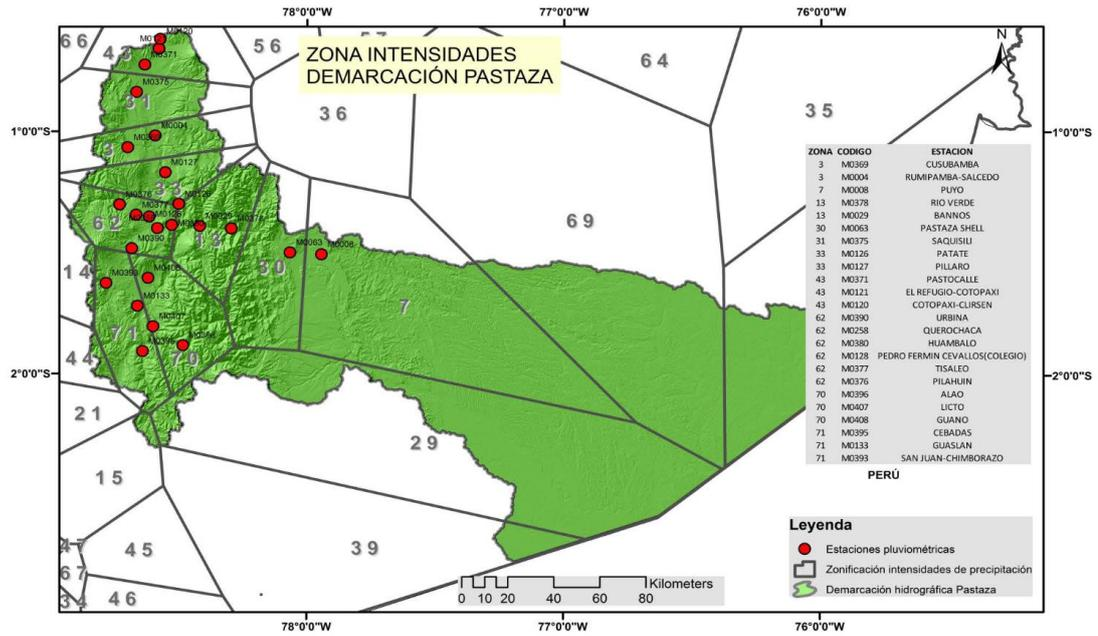 78°0'0"W 77°0'0"W 76°0'0"W
66
43
56
57
ZONA INTENSIDADES
DEMARCACIÓN PASTAZA
64
N
M0120
M0371
M0375
31
36
35
1°0'0"S
1°0'0"S
M0004
3
M0127
33
M0376
M0126
M0377
62
M0029
M0378
13
M0390
M0063
M0008
30
69
14
M0393
M0408
M0133
7
M0407
71
M0395
M0396
70
44
2°0'0"S
2°0'0"S
21
29
15
45
39
47
67
34
46
ZONA CODIGO ESTACION
3 M0369 CUSUBAMBA
3 M0004 RUMIPAMBA-SALCEDO
7 M0008 PUYO
13 M0378 RIO VERDE
13 M0029 BANNOS
30 M0063 PASTAZA SHELL
31 M0375 SAQUISILI
33 M0126 PATATE
33 M0127 PILLARO
43 M0371 PASTOCALLE
43 M0121 EL REFUGIO-COTOPAXI
43 M0120 COTOPAXI-CLIRSEN
62 M0390 URBINA
62 M0258 QUEROCHACA
62 M0380 HUAMBALO
62 M0128 PEDRO FERMIN CEVALLOS(COLEGIO)
62 M0377 TISALEO
62 M0376 PILAHUIN
70 M0396 ALAO
70 M0407 LICTO
70 M0408 GUANO
71 M0395 CEBADAS
71 M0133 GUASLAN
71 M0393 SAN JUAN-CHIMBORAZO
PERÚ
Leyenda
Estaciones pluviométricas
Zonificación intensidades de precipitación
Demarcación hidrográfica Pastaza
Kilometers
0 10 20 40 60 80
78°0'0"W 77°0'0"W 76°0'0"W